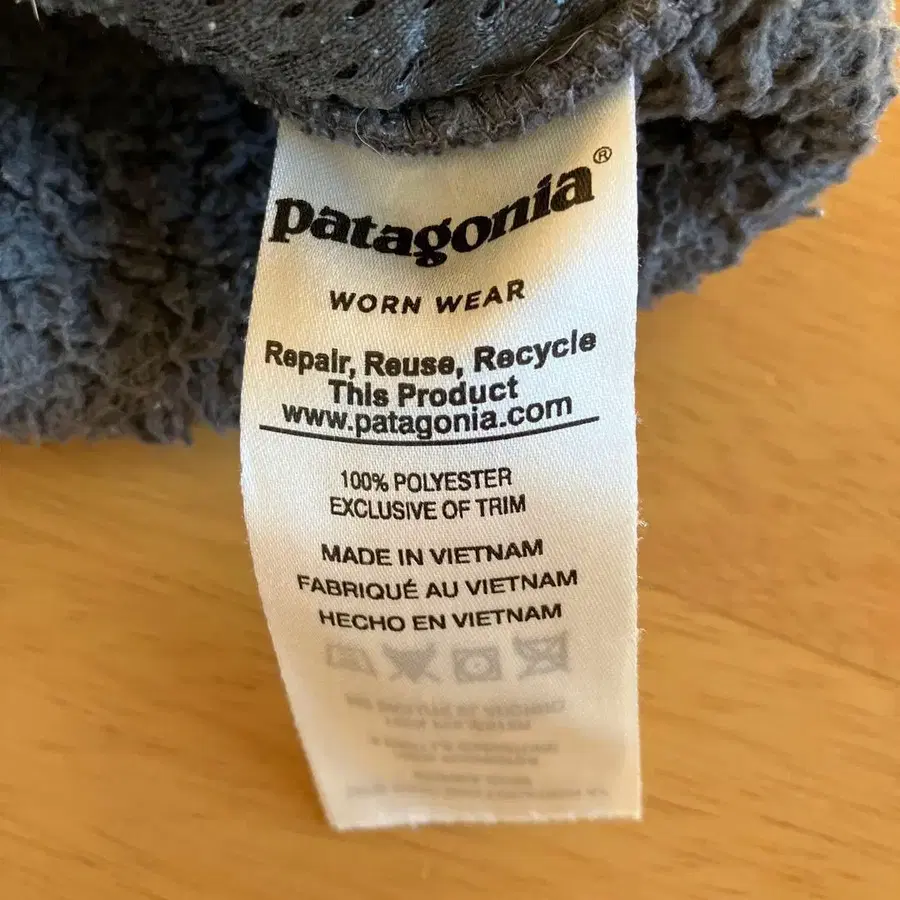 patagonia®
WORN WEAR
Repair, Reuse, Recycle
This Product
www.patagonia.com
100% POLYESTER
EXCLUSIVE OF TRIM
MADE IN VIETNAM
FABRIQUÉ AU VIETNAM
HECHO EN VIETNAM